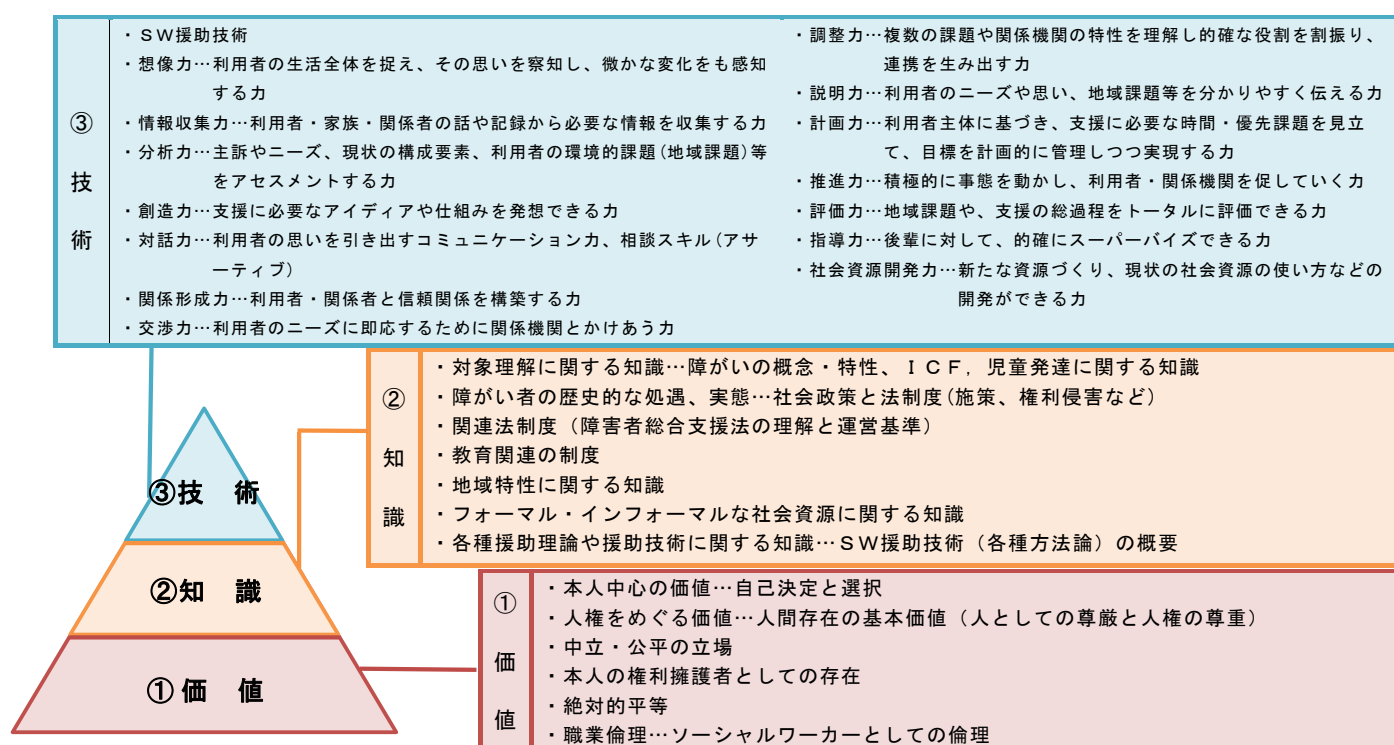 ③
技
術
・ＳＷ援助技術
・想像力…利用者の生活全体を捉え、その思いを察知し、微かな変化をも感知
する力
・情報収集力…利用者・家族・関係者の話や記録から必要な情報を収集する力
・分析力…主訴やニーズ、現状の構成要素、利用者の環境的課題(地域課題)等
をアセスメントする力
・創造力…支援に必要なアイディアや仕組みを発想できる力
・対話力…利用者の思いを引き出すコミュニケーション力、相談スキル(アサ
ーティブ)
・関係形成力…利用者・関係者と信頼関係を構築する力
・交渉力…利用者のニーズに即応するために関係機関とかけあう力
・調整力…複数の課題や関係機関の特性を理解し的確な役割を割振り、
連携を生み出す力
・説明力…利用者のニーズや思い、地域課題等を分かりやすく伝える力
・計画力…利用者主体に基づき、支援に必要な時間・優先課題を見立
て、目標を計画的に管理しつつ実現する力
・推進力…積極的に事態を動かし、利用者・関係機関を促していく力
・評価力…地域課題や、支援の総過程をトータルに評価できる力
・指導力…後輩に対して、的確にスーパーバイズできる力
・社会資源開発力…新たな資源づくり、現状の社会資源の使い方などの
開発ができる力
②
知
識
・対象理解に関する知識…障がいの概念・特性、ＩＣＦ，児童発達に関する知識
・障がい者の歴史的な処遇、実態…社会政策と法制度(施策、権利侵害など)
・関連法制度（障害者総合支援法の理解と運営基準）
・教育関連の制度
・地域特性に関する知識
・フォーマル・インフォーマルな社会資源に関する知識
・各種援助理論や援助技術に関する知識…ＳＷ援助技術（各種方法論）の概要
①
価
値
・本人中心の価値…自己決定と選択
・人権をめぐる価値…人間存在の基本価値（人としての尊厳と人権の尊重）
・中立・公平の立場
・本人の権利擁護者としての存在
・絶対的平等
・職業倫理…ソーシャルワーカーとしての倫理
③技　術
②知　識
①価　値